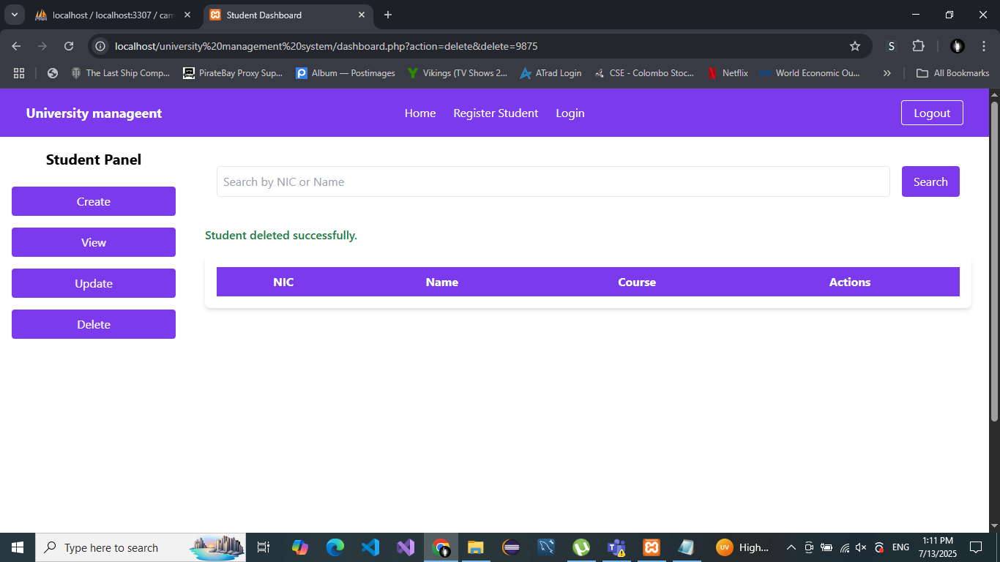 localhost / localhost:3307 / cam
Student Dashboard
localhost/university%20management%20system/dashboard.php?action=delete&delete=9875
S
The Last Ship Comp...
PirateBay Proxy Sup...
Album — Postimages
Vikings (TV Shows 2...
ATrad Login
CSE - Colombo Stoc...
Netflix
World Economic Ou...
All Bookmarks
University manageent
Home
Register Student
Login
Logout
Student Panel
Search by NIC or Name
Search
Create
View
Update
Delete
Student deleted successfully.
NIC Name Course Actions
Type here to search
UV
High...
ENG
1:11 PM
7/13/2025